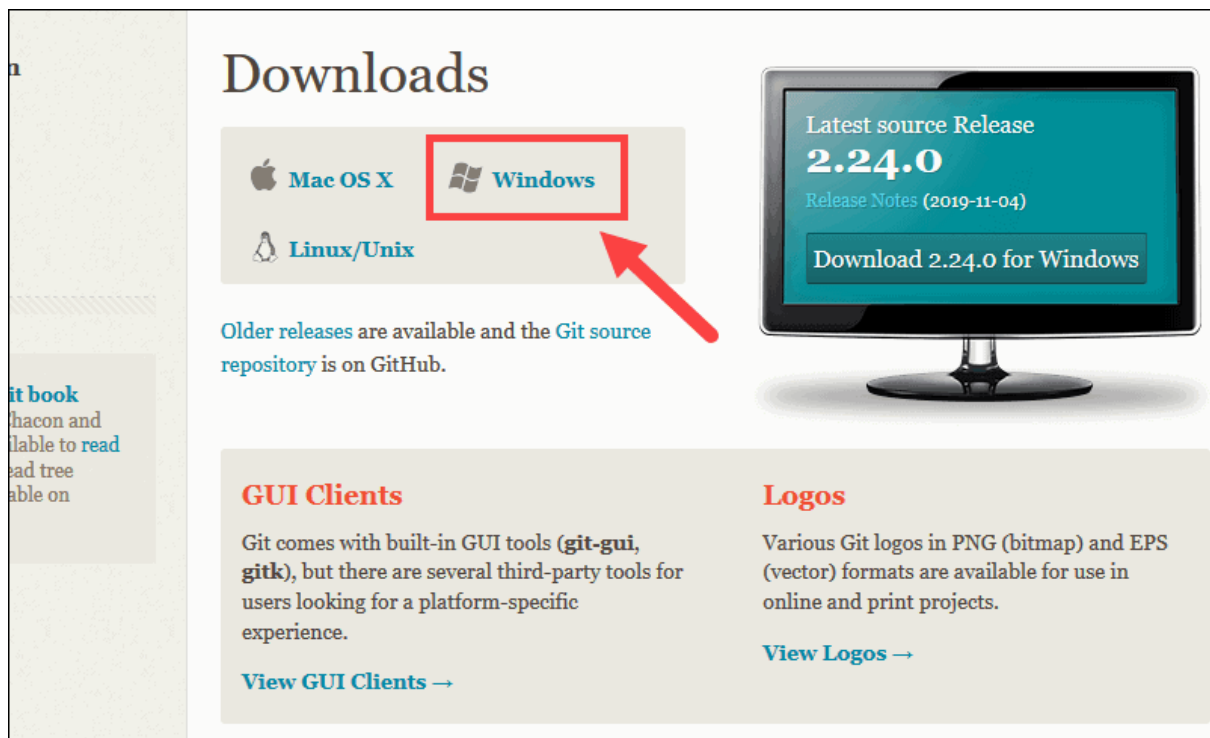 Downloads
Mac OS X
Windows
Linux/Unix
Older releases are available and the Git source
repository is on GitHub.
Latest source Release
2.24.0
Release Notes (2019-11-04)
Download 2.24.0 for Windows
it book
Chacon and
ilable to read
ead tree
able on
GUI Clients
Git comes with built-in GUI tools (git-gui,
gitk), but there are several third-party tools for
users looking for a platform-specific
experience.
View GUI Clients →
Logos
Various Git logos in PNG (bitmap) and EPS
(vector) formats are available for use in
online and print projects.
View Logos →